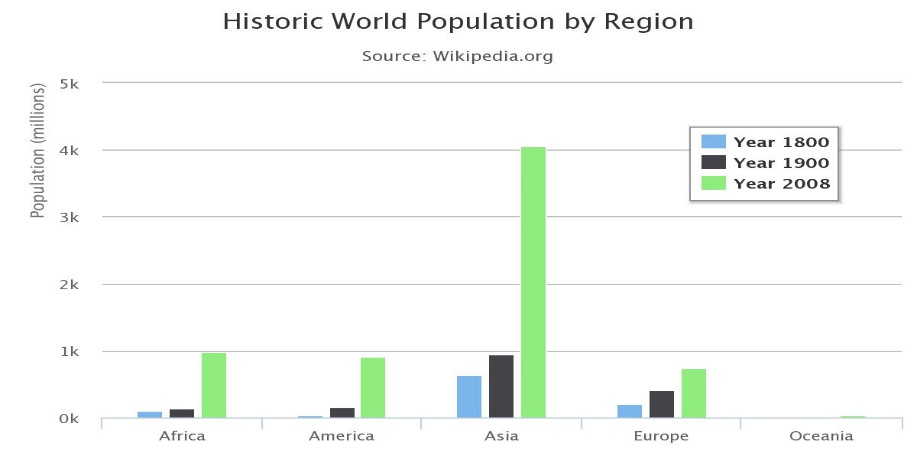 Historic World Population by Region
Source: Wikipedia.org
Population (millions)
5k
4k
3k
2k
1k
0k
Year 1800
Year 1900
Year 2008
Africa
America
Asia
Europe
Oceania